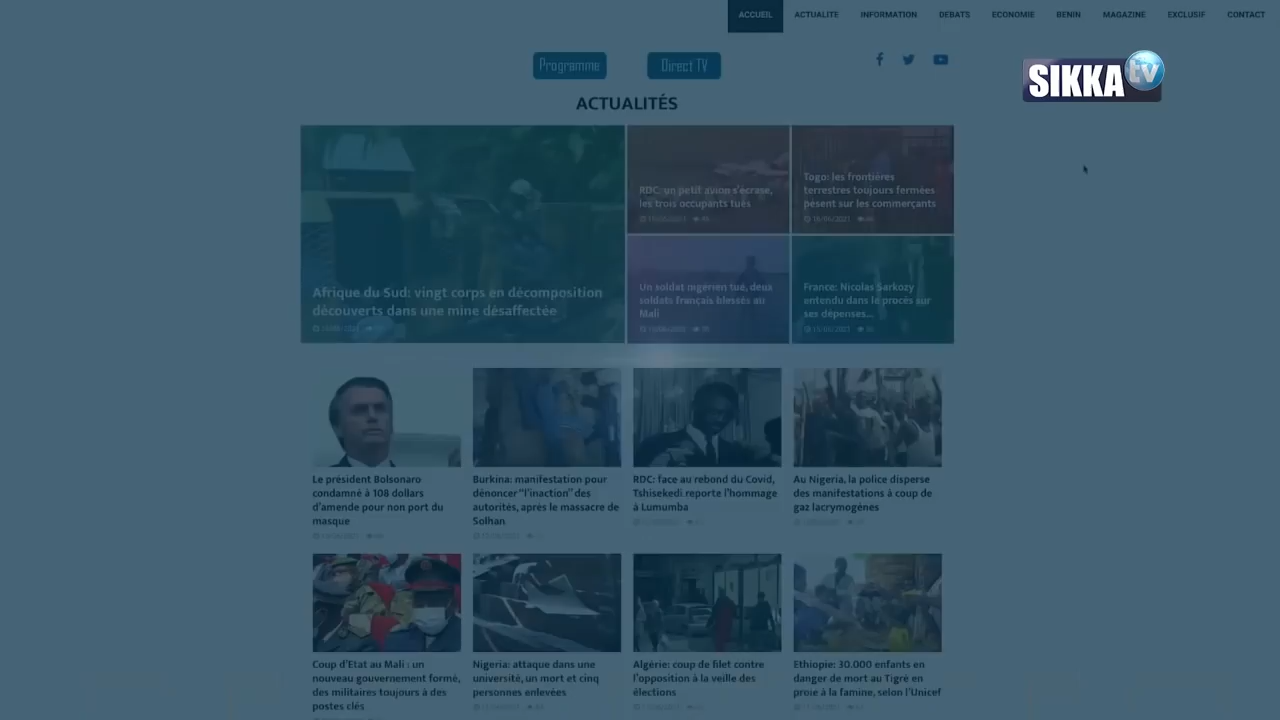 ACCUEIL ACTUALITE INFORMATION DEBATS ECONOMIE BENIN MAGAZINE EXCLUSIF CONTACT
Programme Direct TV
SIKKA tv
ACTUALITÉS
Afrique du Sud: vingt corps en décomposition
découverts dans une mine désaffectée
RDC: un petit avion s'écrase,
les trois occupants tués
Togo: les frontières
terrestres toujours fermées
pèsent sur les commerçants
Un soldat nigérien tué, deux
soldats français blessés au
Mali
France: Nicolas Sarkozy
entendu dans le procès sur
ses dépenses...
Le président Bolsonaro
condamné à 108 dollars
d'amende pour non port du
masque
Burkina: manifestation pour
dénoncer "l'inaction" des
autorités, après le massacre de
Solhan
RDC: face au rebond du Covid,
Tshisekedi reporte l'hommage
à Lumumba
Au Nigeria, la police disperse
des manifestations à coup de
gaz lacrymogènes
Coup d'Etat au Mali : un
nouveau gouvernement formé,
des militaires toujours à des
postes clés
Nigeria: attaque dans une
université, un mort et cinq
personnes enlevées
Algérie: coup de filet contre
l'opposition à la veille des
élections
Ethiopie: 30.000 enfants en
danger de mort au Tigré en
proie à la famine, selon l'Unicef